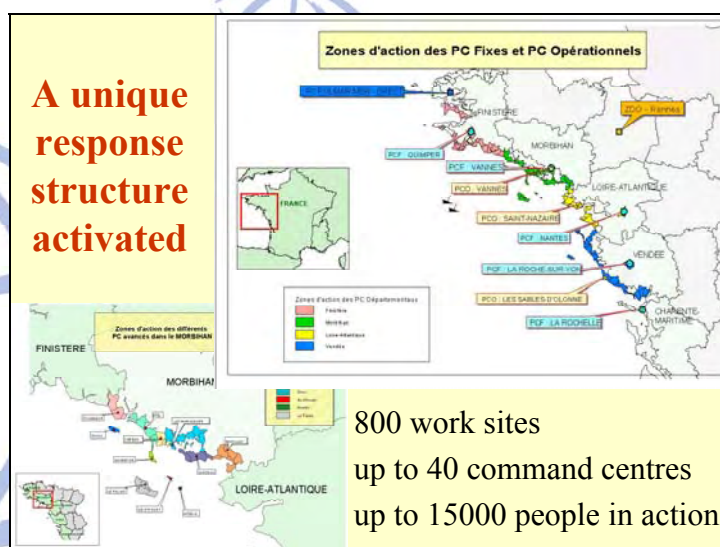 A unique
response
structure
activated
Zones d'action des PC Fixes et PC Opérationnels
FINISTERE
ZDO - Rennes
MORBIHAN
PCF : QUIMPER
PCF : VANNES
LOIRE-ATLANTIQUE
PCO : VANNES
FRANCE
PCO : SAINT-NAZAIRE
PCF : NANTES
VENDEE
PCF : LA ROCHE SUR YON
PCO : LES SABLES D'OLONNE
CHARENTE-
MARITIME
PCF : LA ROCHELLE
Zones d'action des PC Départementaux
Finistère
Morbihan
Loire-Atlantique
Vendée
Zones d'action des différents
PC avancés dans le MORBIHAN
FINISTERE
MORBIHAN
LOIRE-ATLANTIQUE
800 work sites
up to 40 command centres
up to 15000 people in action